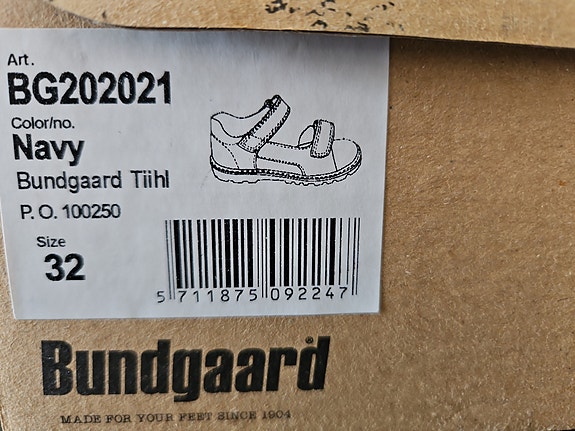 Art.
BG202021
Color/no.
Navy
Bundgaard Tiihl
P.O. 100250
Size
32
5 711875 092247
Bundgaard
MADE FOR YOUR FEET SINCE 1904